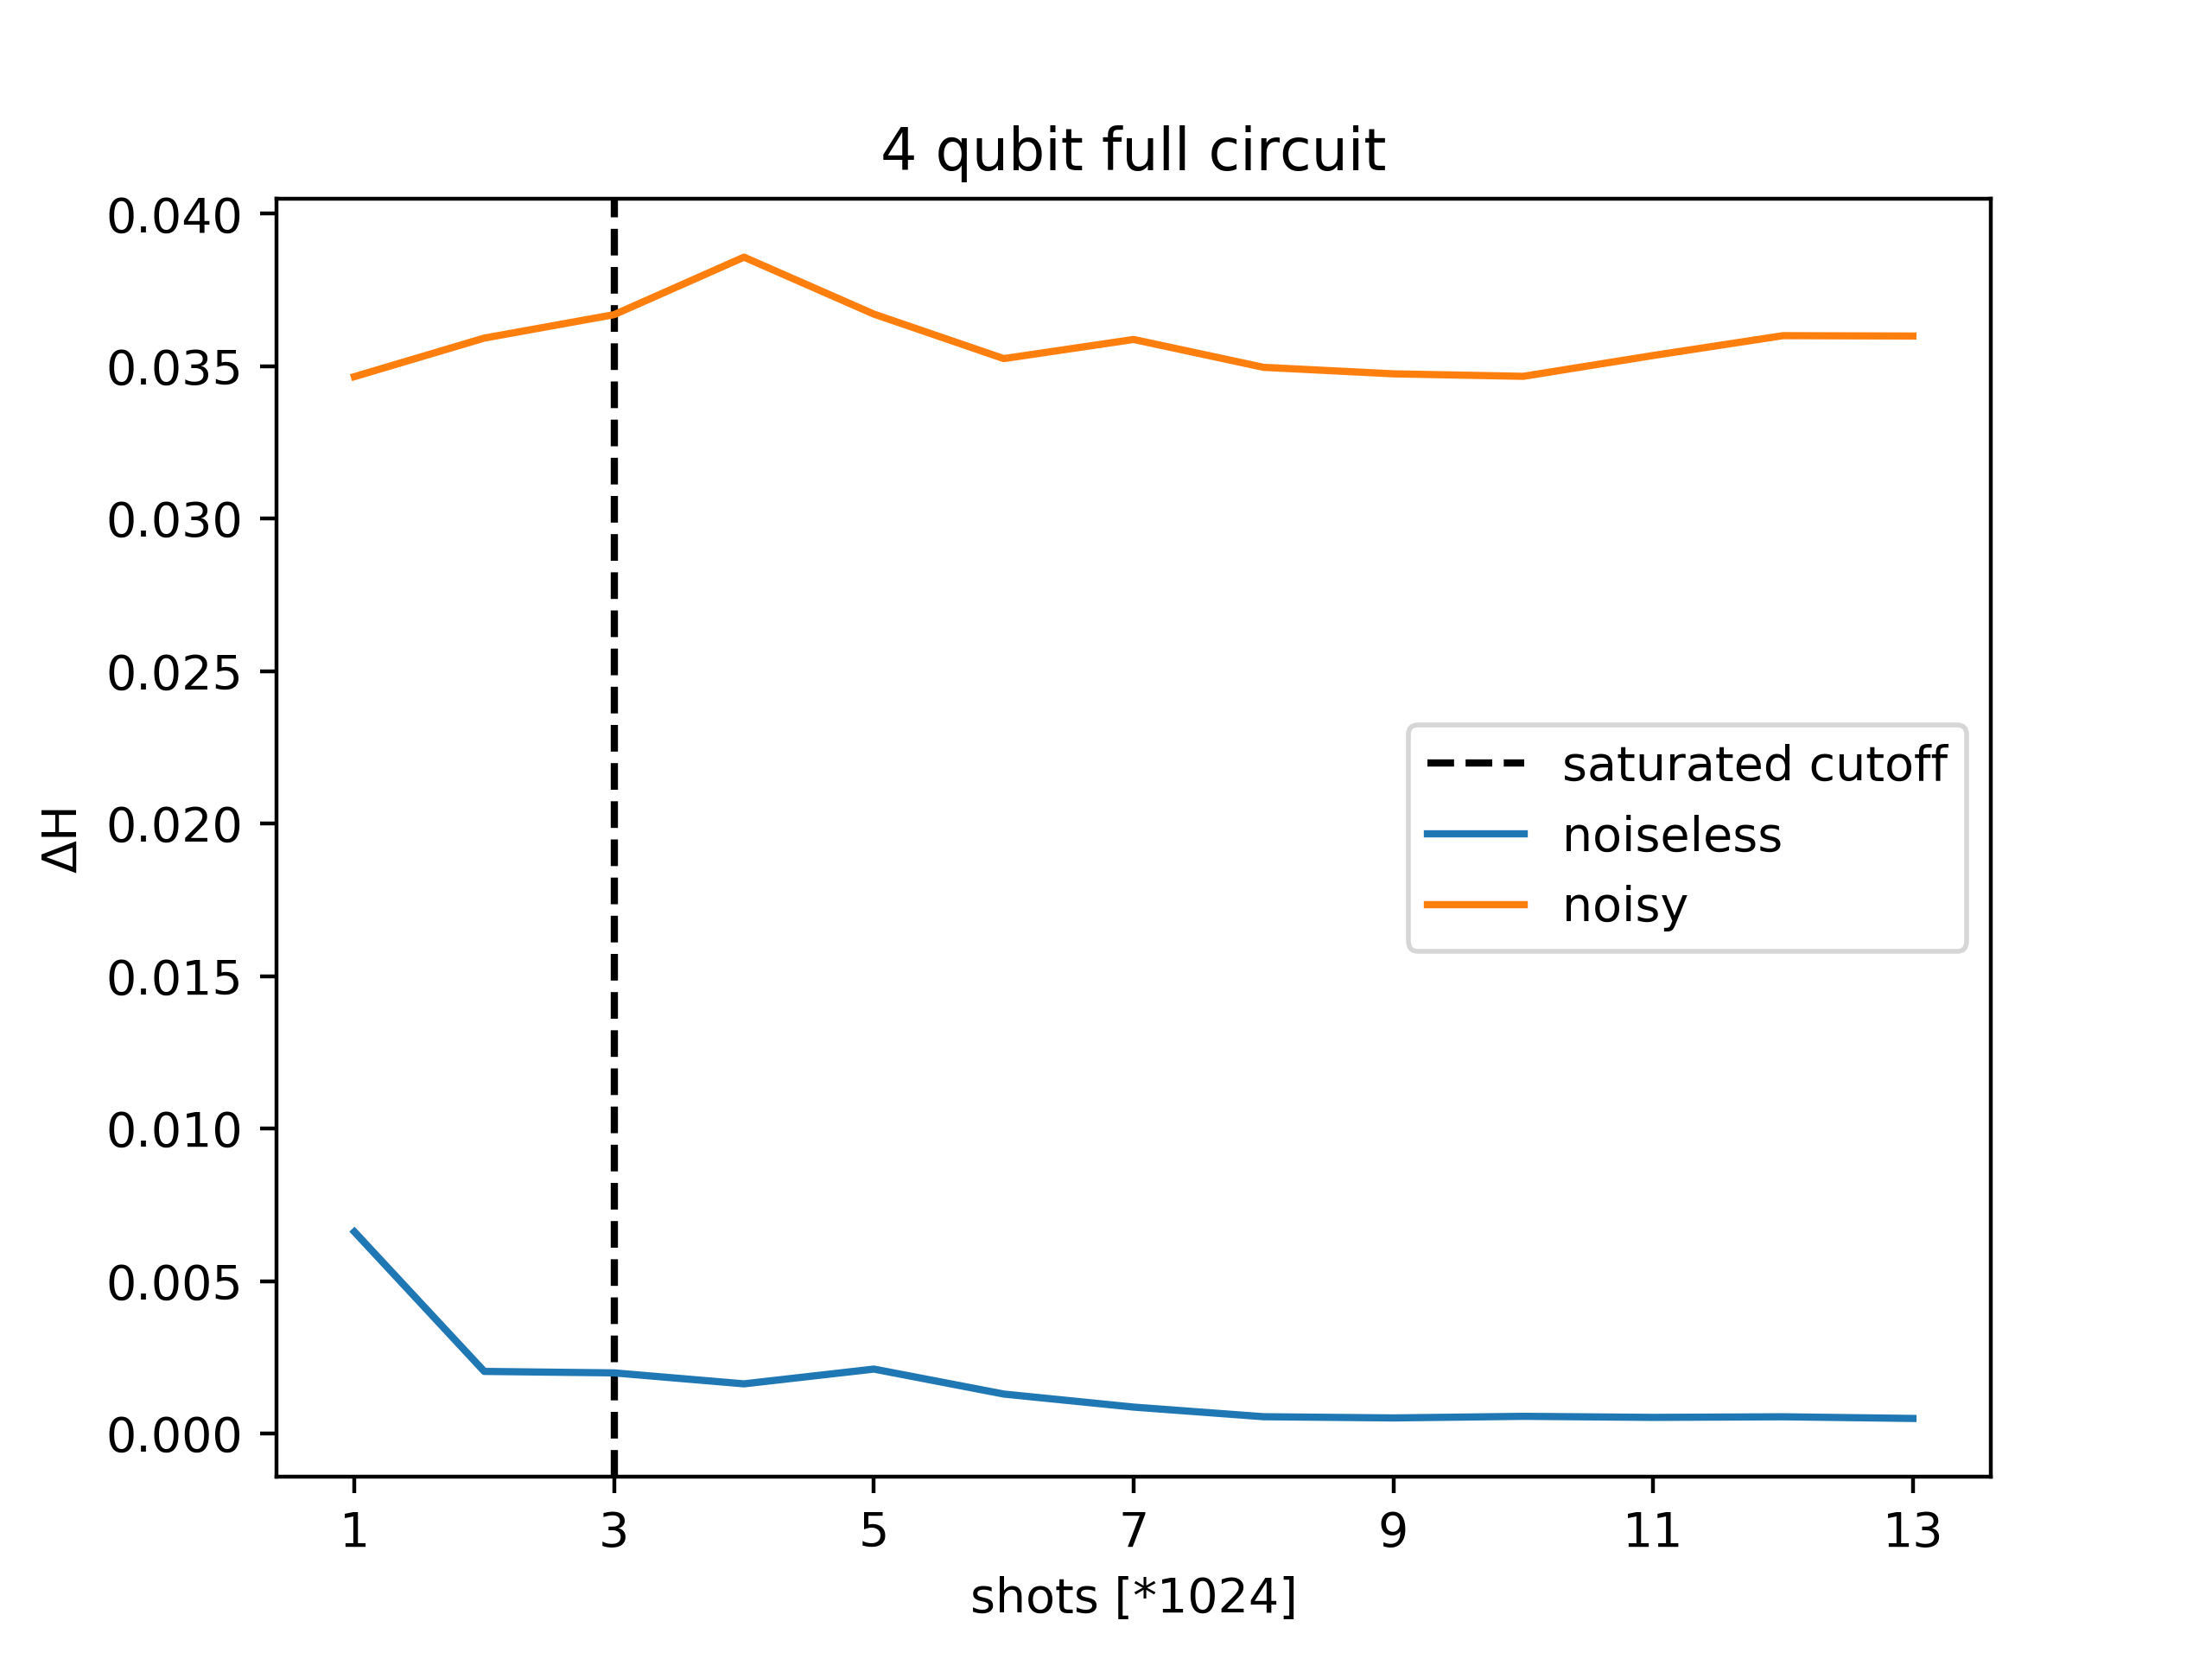 4 qubit full circuit
0.040
0.035
0.030
0.025
0.020
0.015
0.010
0.005
0.000
ΔH
saturated cutoff
noiseless
noisy
1 3 5 7 9 11 13
shots [*1024]